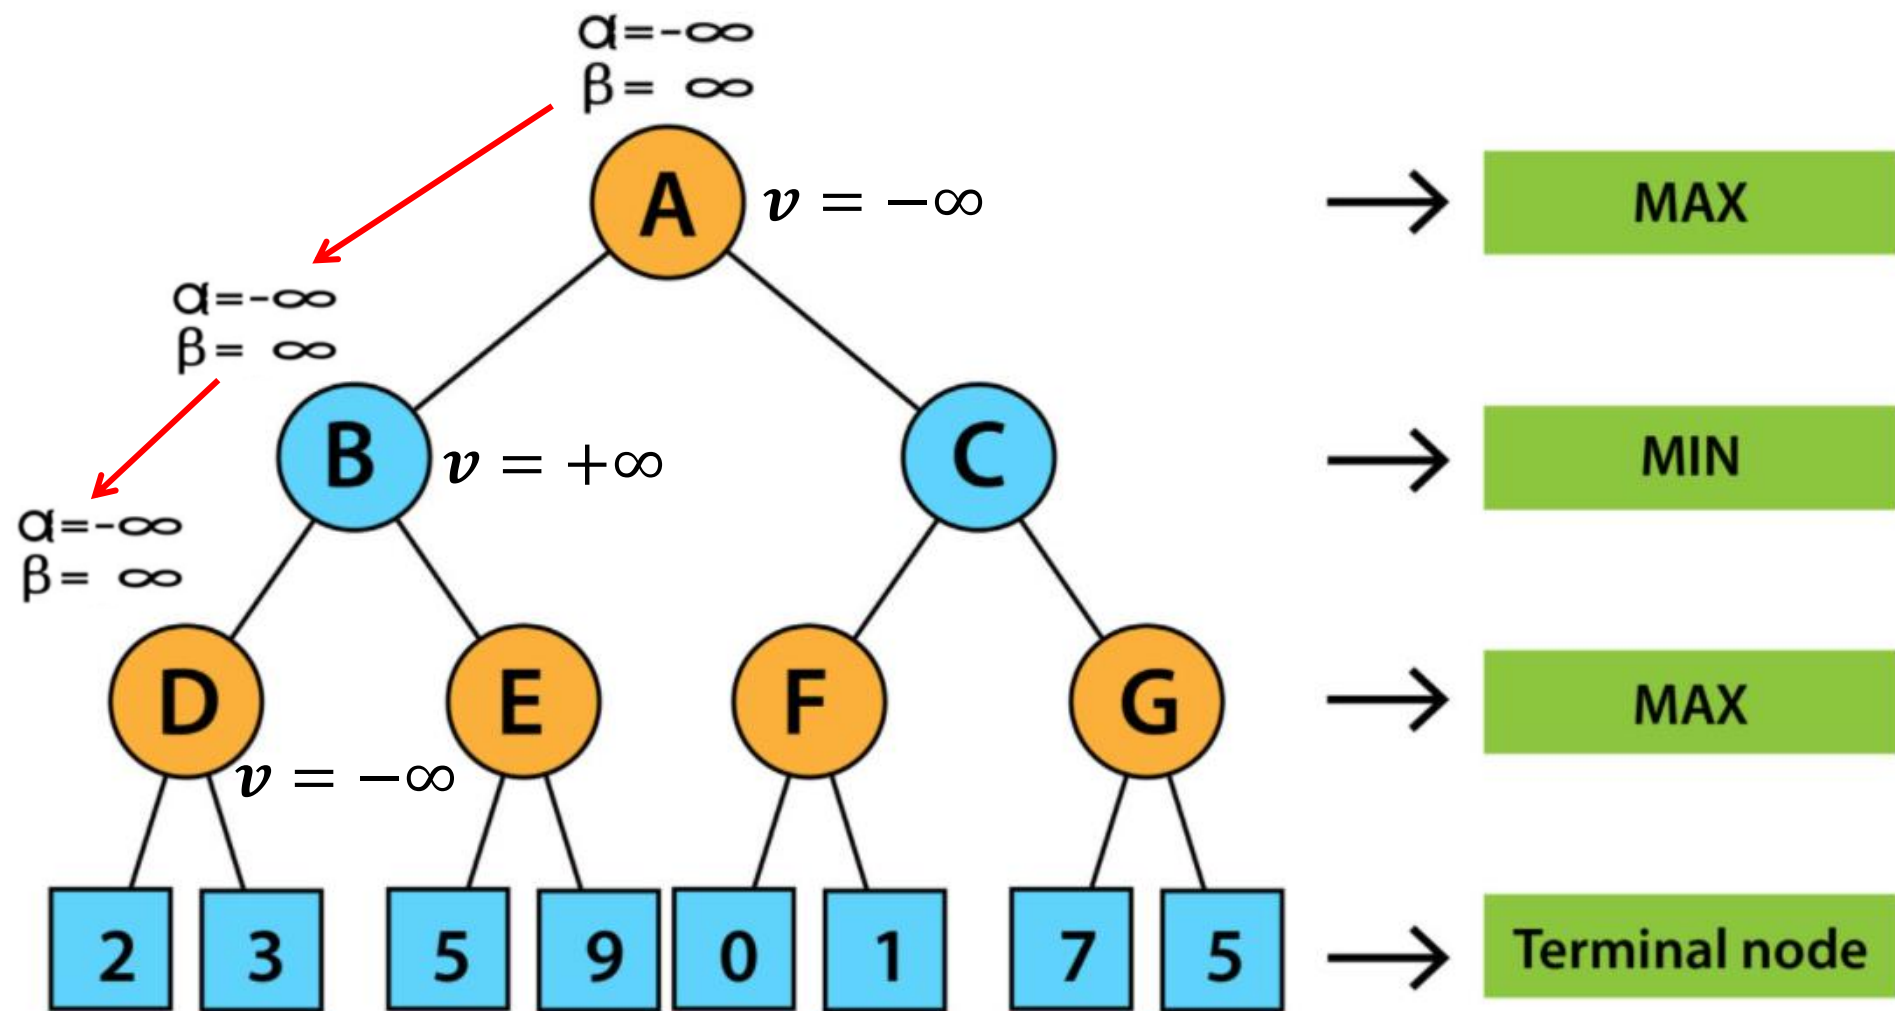 α=-∞
β= ∞
A
v = −∞
MAX
α=-∞
β= ∞
B
v = +∞
C
MIN
α=-∞
β= ∞
D
E
F
G
MAX
v = −∞
2
3
5
9
0
1
7
5
Terminal node